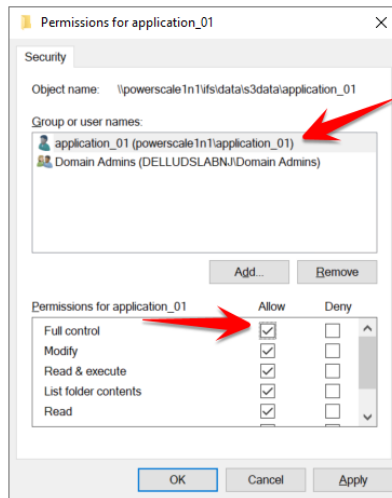 Permissions for application_01
Security
Object name: \\powerscale1n1\ifs\data\s3data\application_01
Group or user names:
application_01 (powerscale1n1\application_01)
Domain Admins (DELLUDSLABNJ\Domain Admins)
Add...
Remove
Permissions for application_01 Allow Deny
Full control
Modify
Read & execute
List folder contents
Read
OK
Cancel
Apply